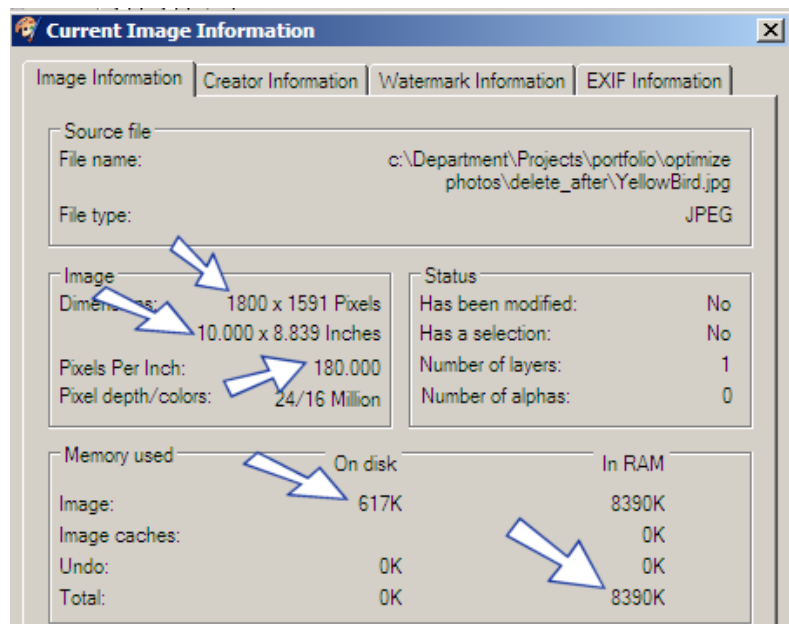 Current Image Information
Image Information Creator Information Watermark Information EXIF Information
Source file
File name: c:\Department\Projects\portfolio\optimize
photos\delete_after\YellowBird.jpg
File type: JPEG
Image
Dimensions: 1800 x 1591 Pixels
10.000 x 8.839 Inches
Pixels Per Inch: 180.000
Pixel depth/colors: 24/16 Million
Status
Has been modified: No
Has a selection: No
Number of layers: 1
Number of alphas: 0
Memory used On disk In RAM
Image: 617K 8390K
Image caches: 0K
Undo: 0K 0K
Total: 0K 8390K